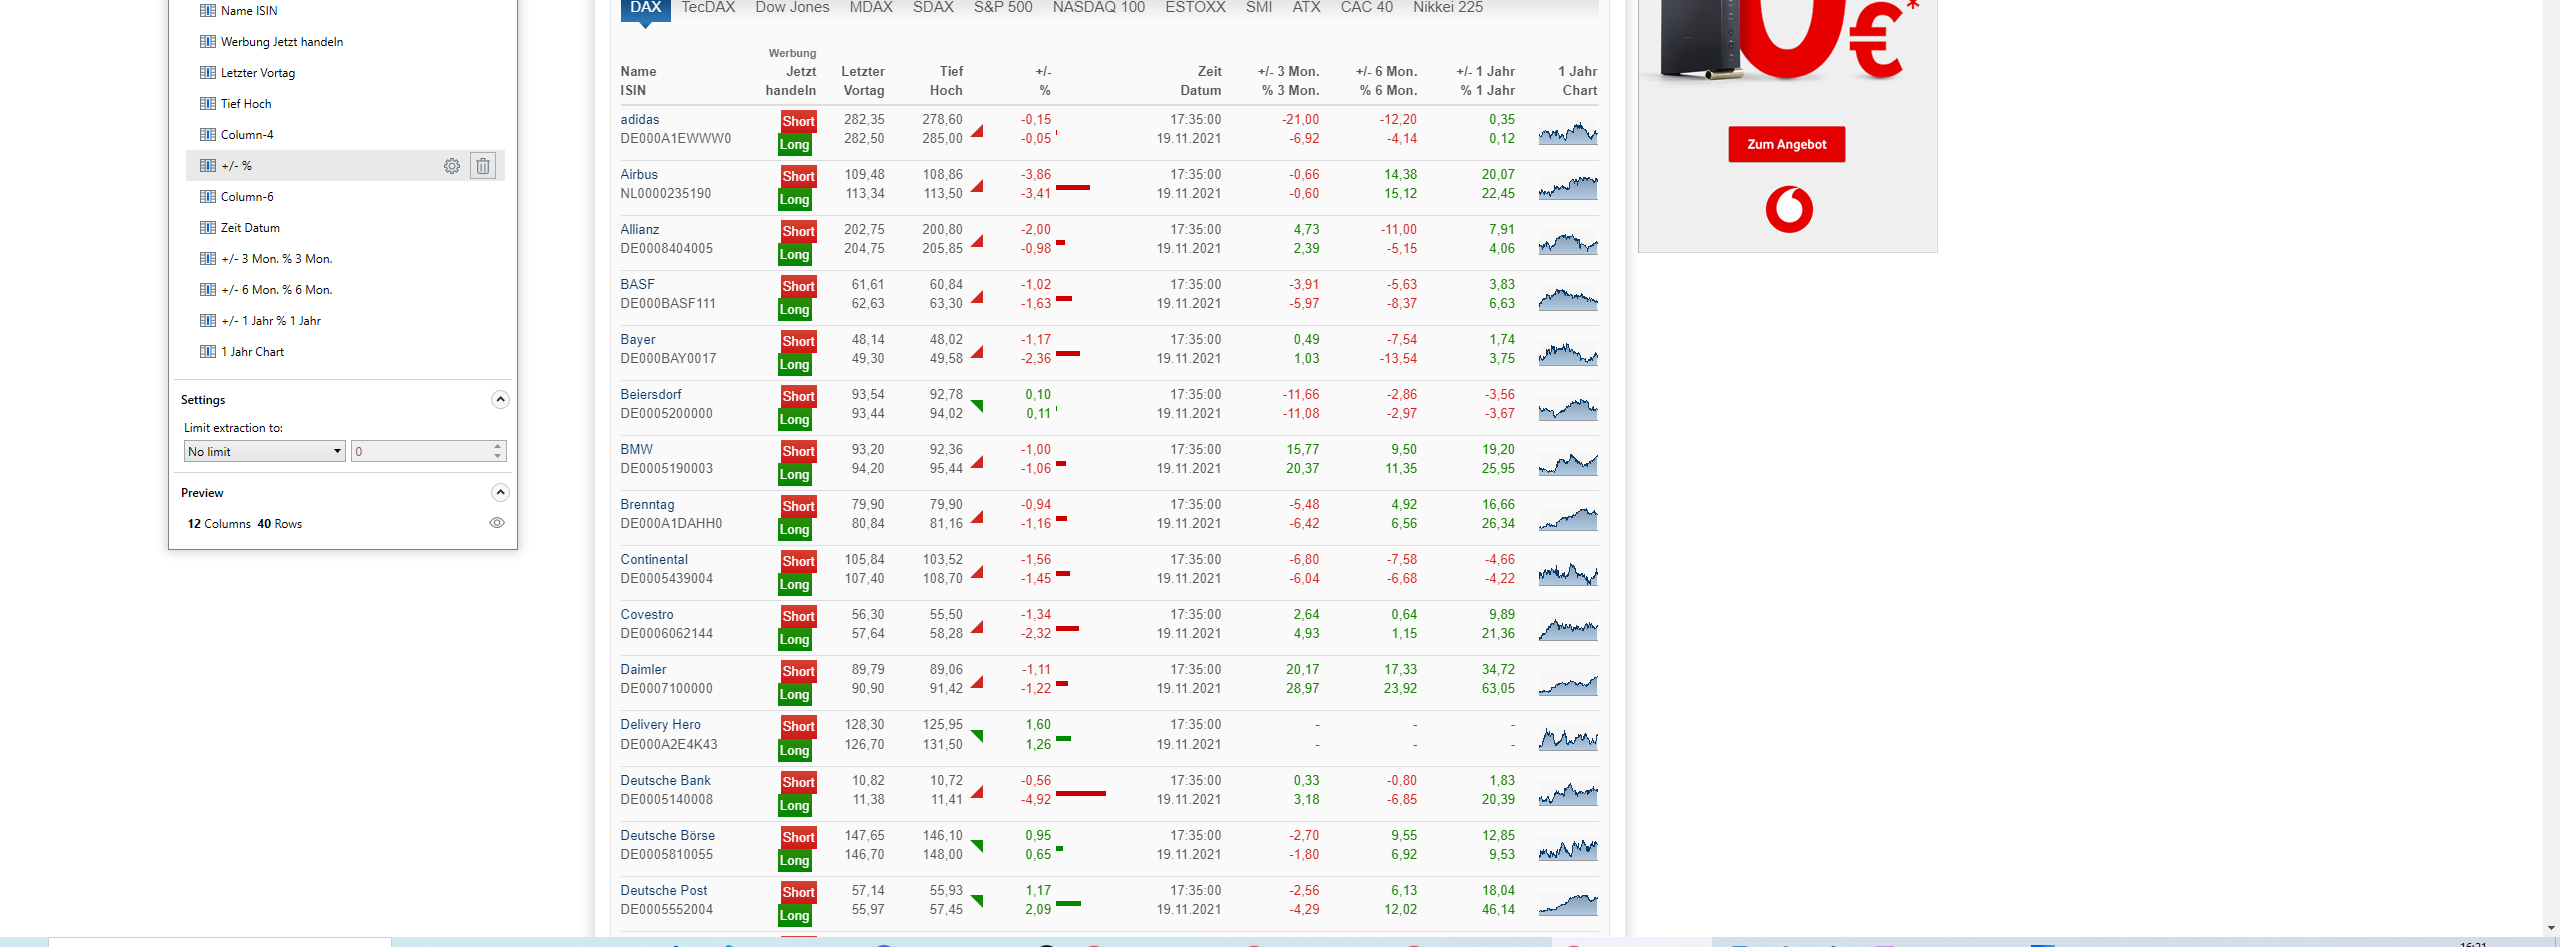 Name ISIN
Werbung Jetzt handeln
Letzter Vortag
Tief Hoch
Column-4
+/- %
Column-6
Zeit Datum
+/- 3 Mon. % 3 Mon.
+/- 6 Mon. % 6 Mon.
+/- 1 Jahr % 1 Jahr
1 Jahr Chart
Settings
Limit extraction to:
No limit 0
Preview
12 Columns 40 Rows
DAX TecDAX Dow Jones MDAX SDAX S&P 500 NASDAQ 100 ESTOXX SMI ATX CAC 40 Nikkei 225
Werbung
Name Jetzt Letzter Tief +/- Zeit +/- 3 Mon. +/- 6 Mon. +/- 1 Jahr 1 Jahr
ISIN handeln Vortag Hoch % Datum % 3 Mon. % 6 Mon. % 1 Jahr Chart
adidas Short 282,35 278,60 -0,15 17:35:00 -21,00 -12,20 0,35
DE000A1EWWW0 Long 282,50 285,00 -0,05 19.11.2021 -6,92 -4,14 0,12
Airbus Short 109,48 108,86 -3,86 17:35:00 -0,66 14,38 20,07
NL0000235190 Long 113,34 113,50 -3,41 19.11.2021 -0,60 15,12 22,45
Allianz Short 202,75 200,80 -2,00 17:35:00 4,73 -11,00 7,91
DE0008404005 Long 204,75 205,85 -0,98 19.11.2021 2,39 -5,15 4,06
BASF Short 61,61 60,84 -1,02 17:35:00 -3,91 -5,63 3,83
DE000BASF111 Long 62,63 63,30 -1,63 19.11.2021 -5,97 -8,37 6,63
Bayer Short 48,14 48,02 -1,17 17:35:00 0,49 -7,54 1,74
DE000BAY0017 Long 49,30 49,58 -2,36 19.11.2021 1,03 -13,54 3,75
Beiersdorf Short 93,54 92,78 0,10 17:35:00 -11,66 -2,86 -3,56
DE0005200000 Long 93,44 94,02 0,11 19.11.2021 -11,08 -2,97 -3,67
BMW Short 93,20 92,36 -1,00 17:35:00 15,77 9,50 19,20
DE0005190003 Long 94,20 95,44 -1,06 19.11.2021 20,37 11,35 25,95
Brenntag Short 79,90 79,90 -0,94 17:35:00 -5,48 4,92 16,66
DE000A1DAHH0 Long 80,84 81,16 -1,16 19.11.2021 -6,42 6,56 26,34
Continental Short 105,84 103,52 -1,56 17:35:00 -6,80 -7,58 -4,66
DE0005439004 Long 107,40 108,70 -1,45 19.11.2021 -6,04 -6,68 -4,22
Covestro Short 56,30 55,50 -1,34 17:35:00 2,64 0,64 9,89
DE0006062144 Long 57,64 58,28 -2,32 19.11.2021 4,93 1,15 21,36
Daimler Short 89,79 89,06 -1,11 17:35:00 20,17 17,33 34,72
DE0007100000 Long 90,90 91,42 -1,22 19.11.2021 28,97 23,92 63,05
Delivery Hero Short 128,30 125,95 1,60 17:35:00 - - -
DE000A2E4K43 Long 126,70 131,50 1,26 19.11.2021 - - -
Deutsche Bank Short 10,82 10,72 -0,56 17:35:00 0,33 -0,80 1,83
DE0005140008 Long 11,38 11,41 -4,92 19.11.2021 3,18 -6,85 20,39
Deutsche Börse Short 147,65 146,10 0,95 17:35:00 -2,70 9,55 12,85
DE0005810055 Long 146,70 148,00 0,65 19.11.2021 -1,80 6,92 9,53
Deutsche Post Short 57,14 55,93 1,17 17:35:00 -2,56 6,13 18,04
DE0005552004 Long 55,97 57,45 2,09 19.11.2021 -4,29 12,02 46,14
0€*
Zum Angebot